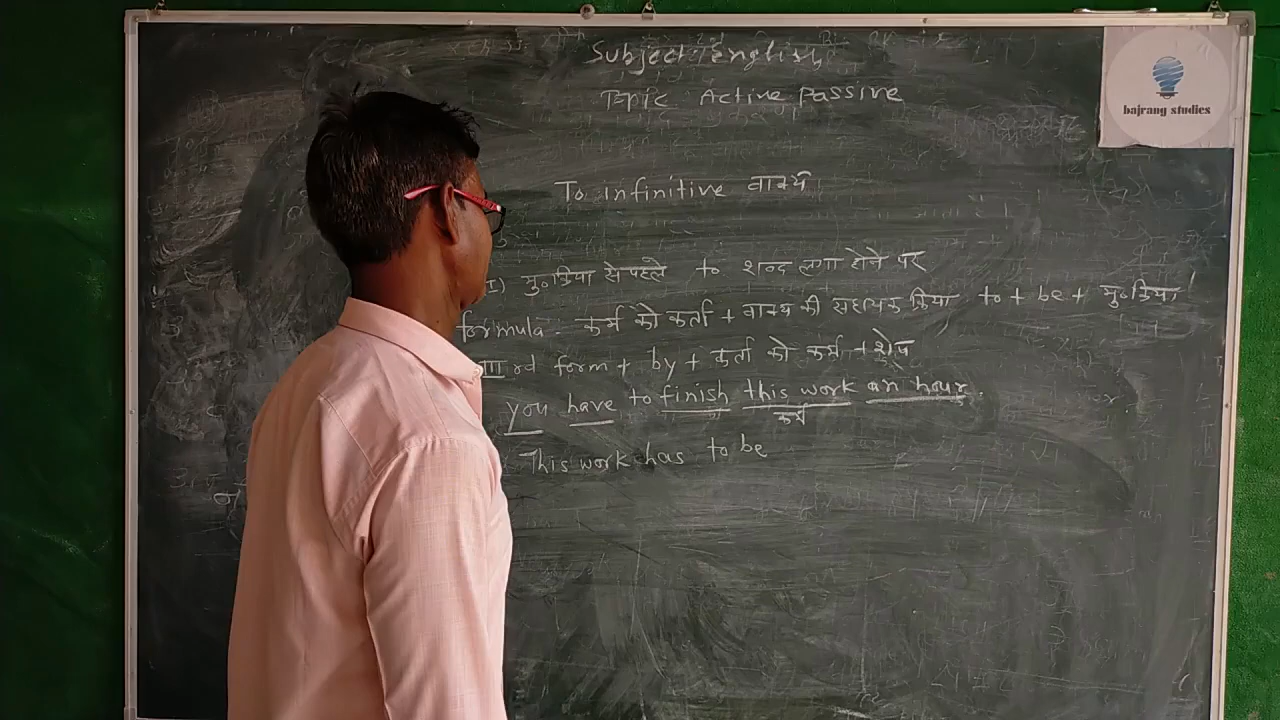 Subject: English
Topic Active Passive
bajrang studies
To infinitive वाक्य
I) मु० क्रिया से पहले to शब्द लगा होने पर
formula - कर्म को कर्ता + वाक्य की सहायक क्रिया to + be + मु० क्रिया
III rd form + by + कर्ता को कर्म + शेष
you have to finish this work an hour.
कर्म
This work has to be